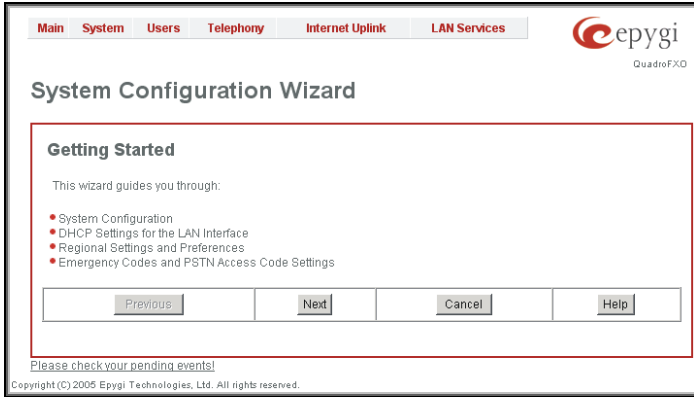 Main System Users Telephony Internet Uplink LAN Services
epygi
QuadroFXO
System Configuration Wizard
Getting Started
This wizard guides you through:
System Configuration
DHCP Settings for the LAN Interface
Regional Settings and Preferences
Emergency Codes and PSTN Access Code Settings
Previous Next Cancel Help
Please check your pending events!
Copyright (C) 2005 Epygi Technologies, Ltd. All rights reserved.